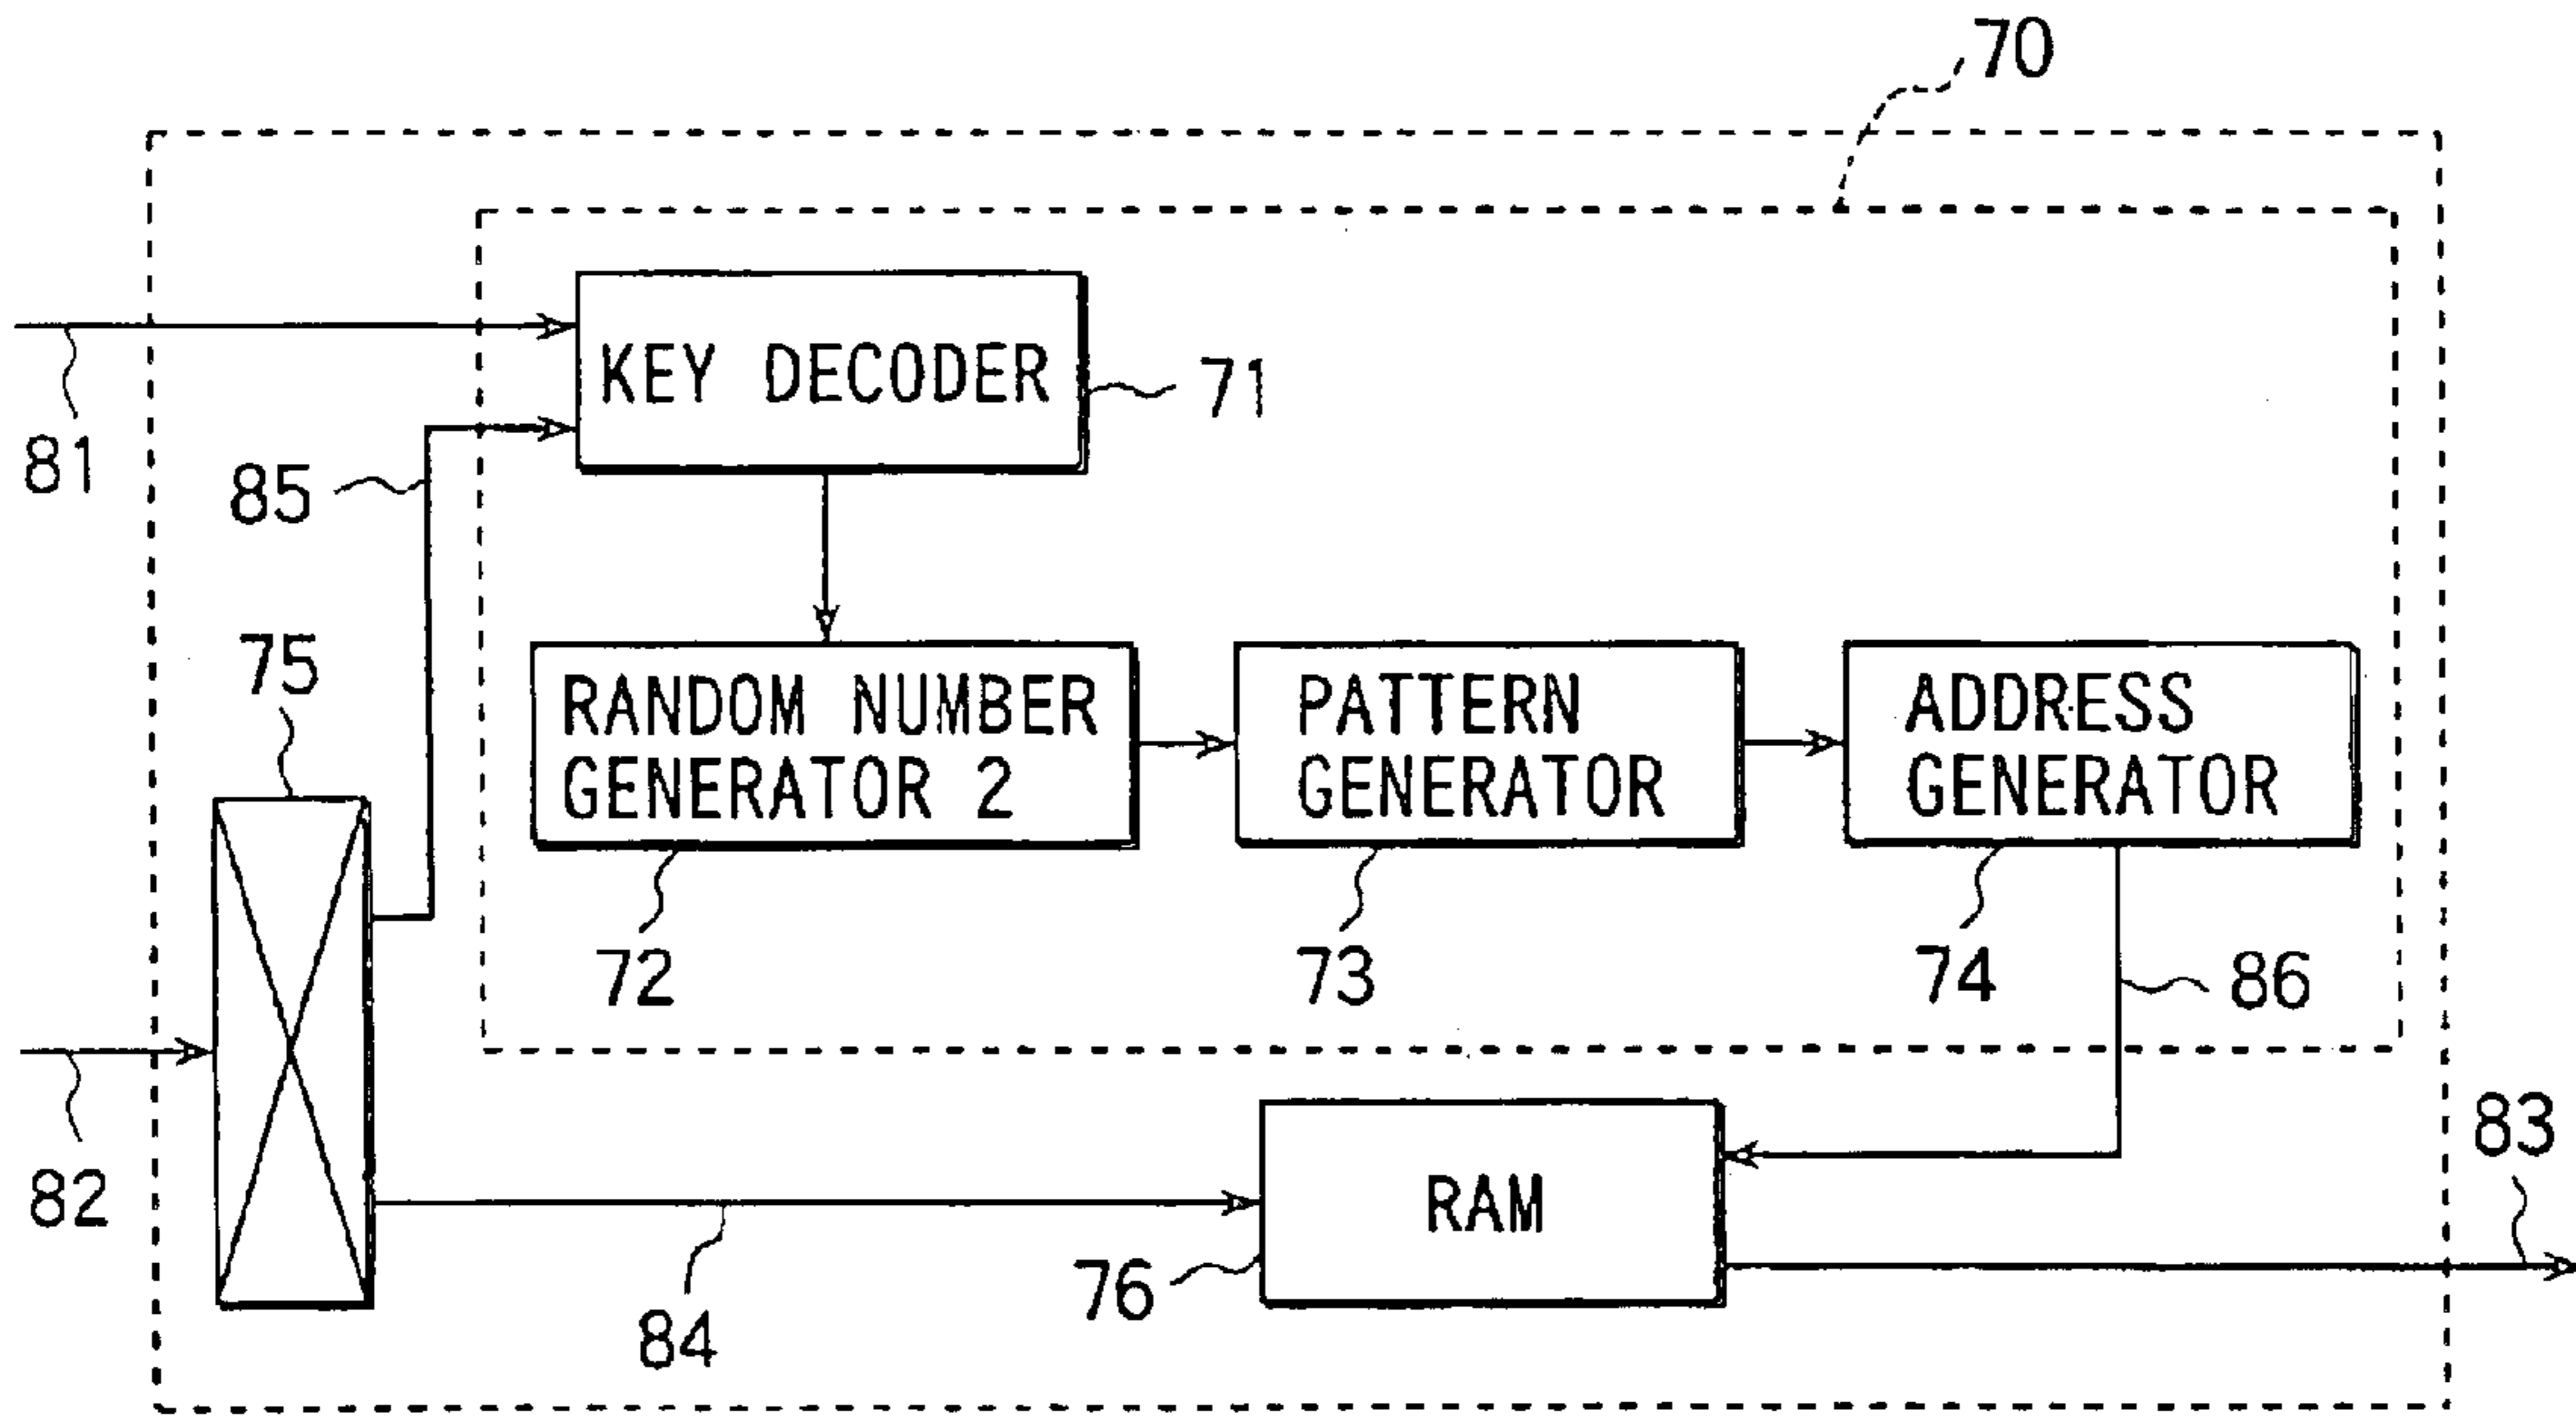 70
KEY DECODER
71
81
85
75
RANDOM NUMBER
GENERATOR 2
PATTERN
GENERATOR
ADDRESS
GENERATOR
72
73
74
86
82
RAM
83
76
84